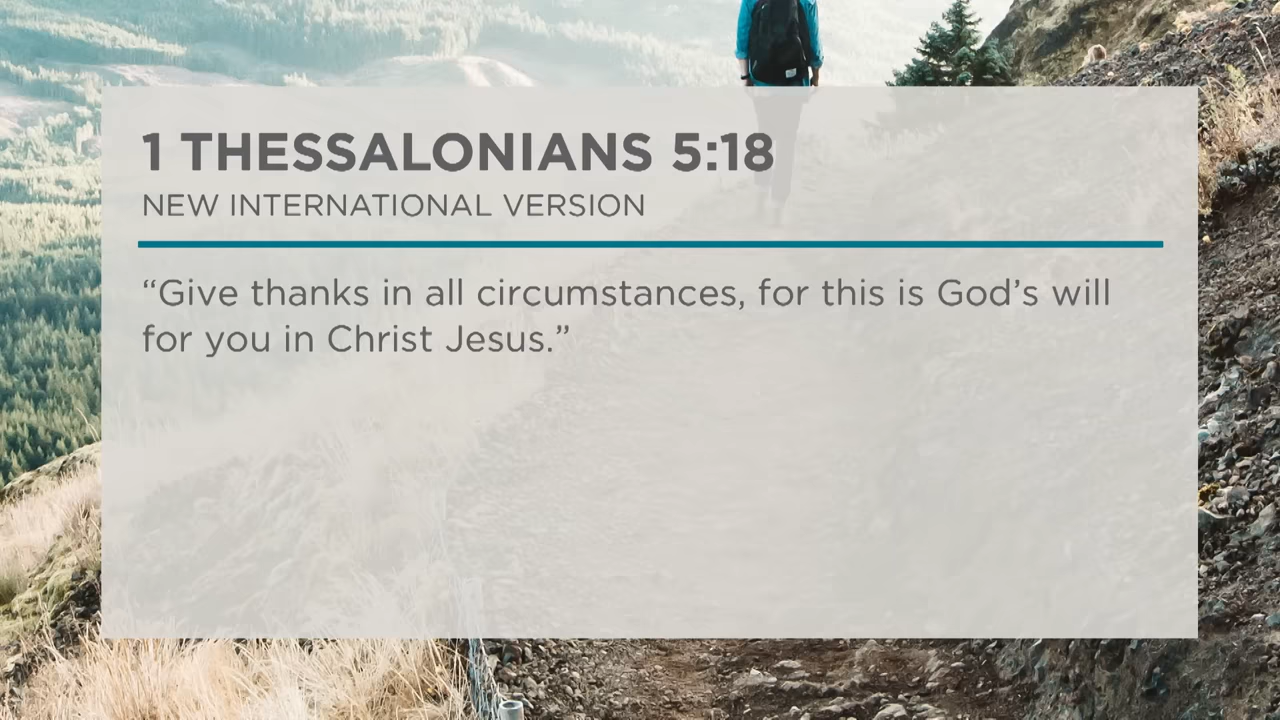 1 THESSALONIANS 5:18
NEW INTERNATIONAL VERSION
“Give thanks in all circumstances, for this is God’s will
for you in Christ Jesus.”